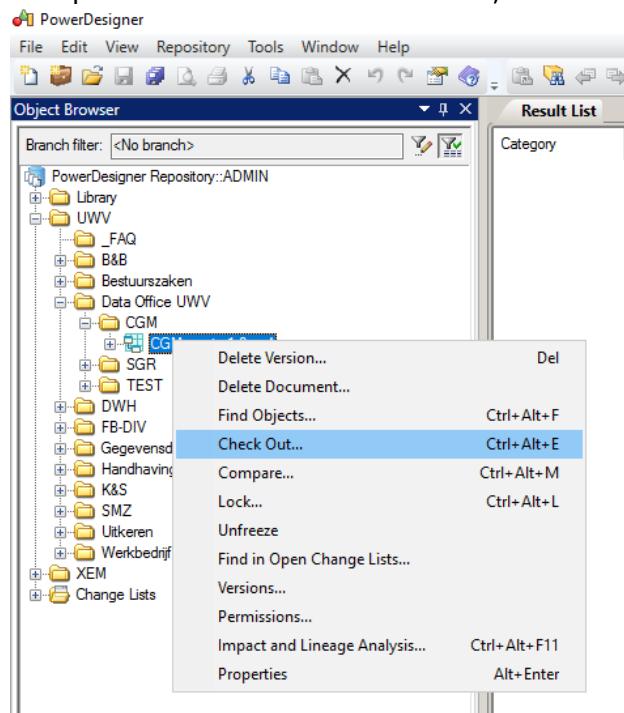 PowerDesigner
File Edit View Repository Tools Window Help
Object Browser
Result List
Branch filter: <No branch>
Category
PowerDesigner Repository::ADMIN
Library
UWV
_FAQ
B&B
Bestuurszaken
Data Office UWV
CGM
SGR
TEST
DWH
FB-DIV
Handhaving
K&S
SMZ
Uitkeren
Werkbedrijf
XEM
Change Lists
Delete Version... Del
Delete Document...
Find Objects... Ctrl+Alt+F
Check Out... Ctrl+Alt+E
Compare... Ctrl+Alt+M
Lock... Ctrl+Alt+L
Unfreeze
Find in Open Change Lists...
Versions...
Permissions...
Impact and Lineage Analysis... Ctrl+Alt+F11
Properties Alt+Enter